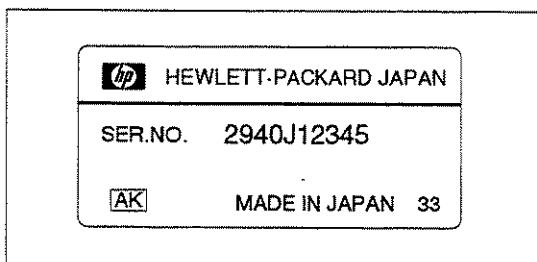 hp HEWLETT-PACKARD JAPAN
SER.NO. 2940J12345
AK MADE IN JAPAN 33